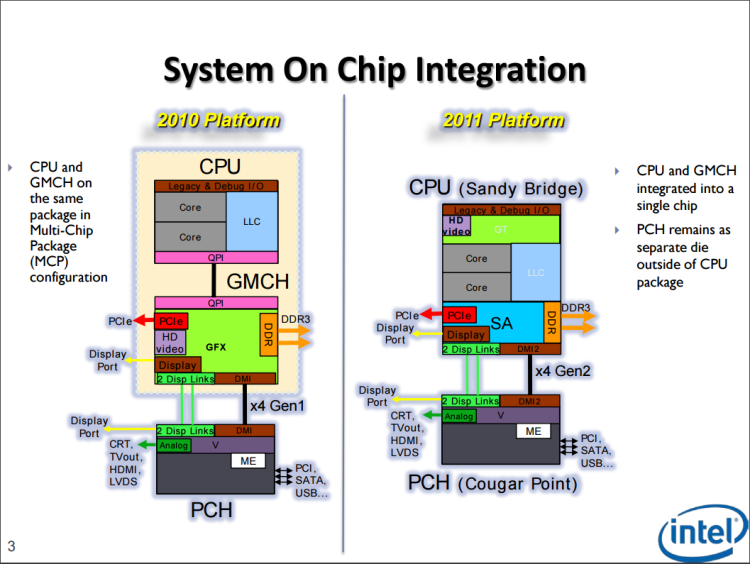 System On Chip Integration
2010 Platform
CPU and
GMCH on
the same
package in
Multi-Chip
Package
(MCP)
configuration
CPU
Legacy & Debug I/O
Core
LLC
Core
QPI
GMCH
QPI
PCIe
PCIe
DDR
DDR3
HD
video
GFX
Display
Port
Display
2 Disp Links
DMI
x4 Gen1
Display
Port
2 Disp Links
DMI
CRT,
TVout,
HDMI,
LVDS
Analog
V
ME
PCI,
SATA,
USB...
PCH
2011 Platform
CPU (Sandy Bridge)
Legacy & Debug I/O
HD
video
GT
Core
LLC
Core
PCIe
PCIe
SA
DDR
DDR3
Display
Port
Display
2 Disp Links
DMI2
x4 Gen2
Display
Port
2 Disp Links
DMI2
CRT,
TVout,
HDMI,
LVDS
Analog
V
ME
PCI,
SATA,
USB...
PCH (Cougar Point)
CPU and GMCH
integrated into a
single chip
PCH remains as
separate die
outside of CPU
package
3
intel